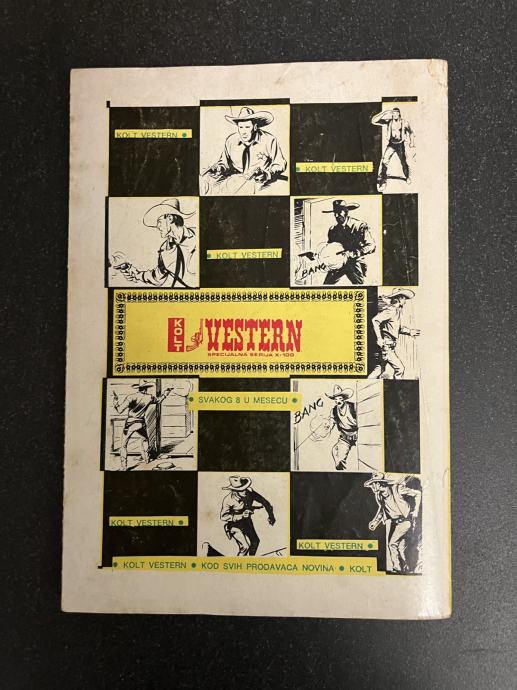 KOLT VESTERN
KOLT VESTERN
KOLT VESTERN
BANG
KOLT
VESTERN
SPECIJALNA SERIJA X-100
SVAKOG 8 U MESECU
BANG
KOLT VESTERN
KOLT VESTERN
KOLT VESTERN • KOD SVIH PRODAVACA NOVINA • KOLT